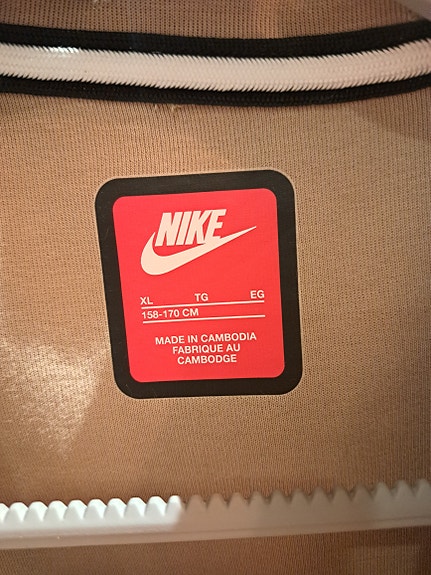 NIKE
XL TG EG
158-170 CM
MADE IN CAMBODIA
FABRIQUE AU
CAMBODGE